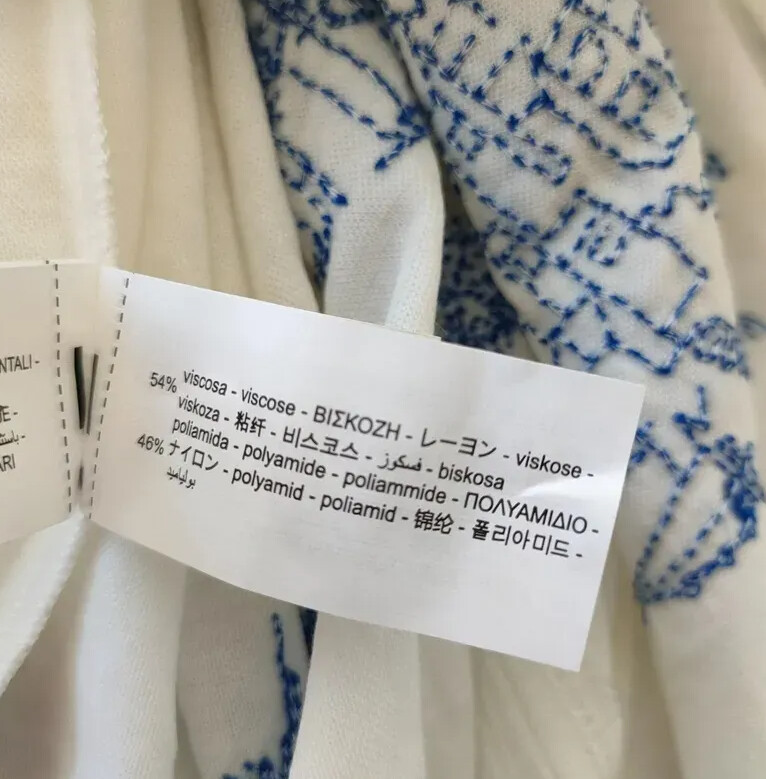 NTALI -
E -
ARI
54% viscosa - viscose - ΒΙΣΚΟΖΗ - レーヨン - viskose -
viskoza - 粘纤 - 비스코스 - فسكوز - biskosa
46% poliamida - polyamide - poliammide - ΠΟΛΥΑΜΙΔΙΟ -
ナイロン - polyamid - poliamid - 锦纶 - 폴리아미드 -
بولياميد